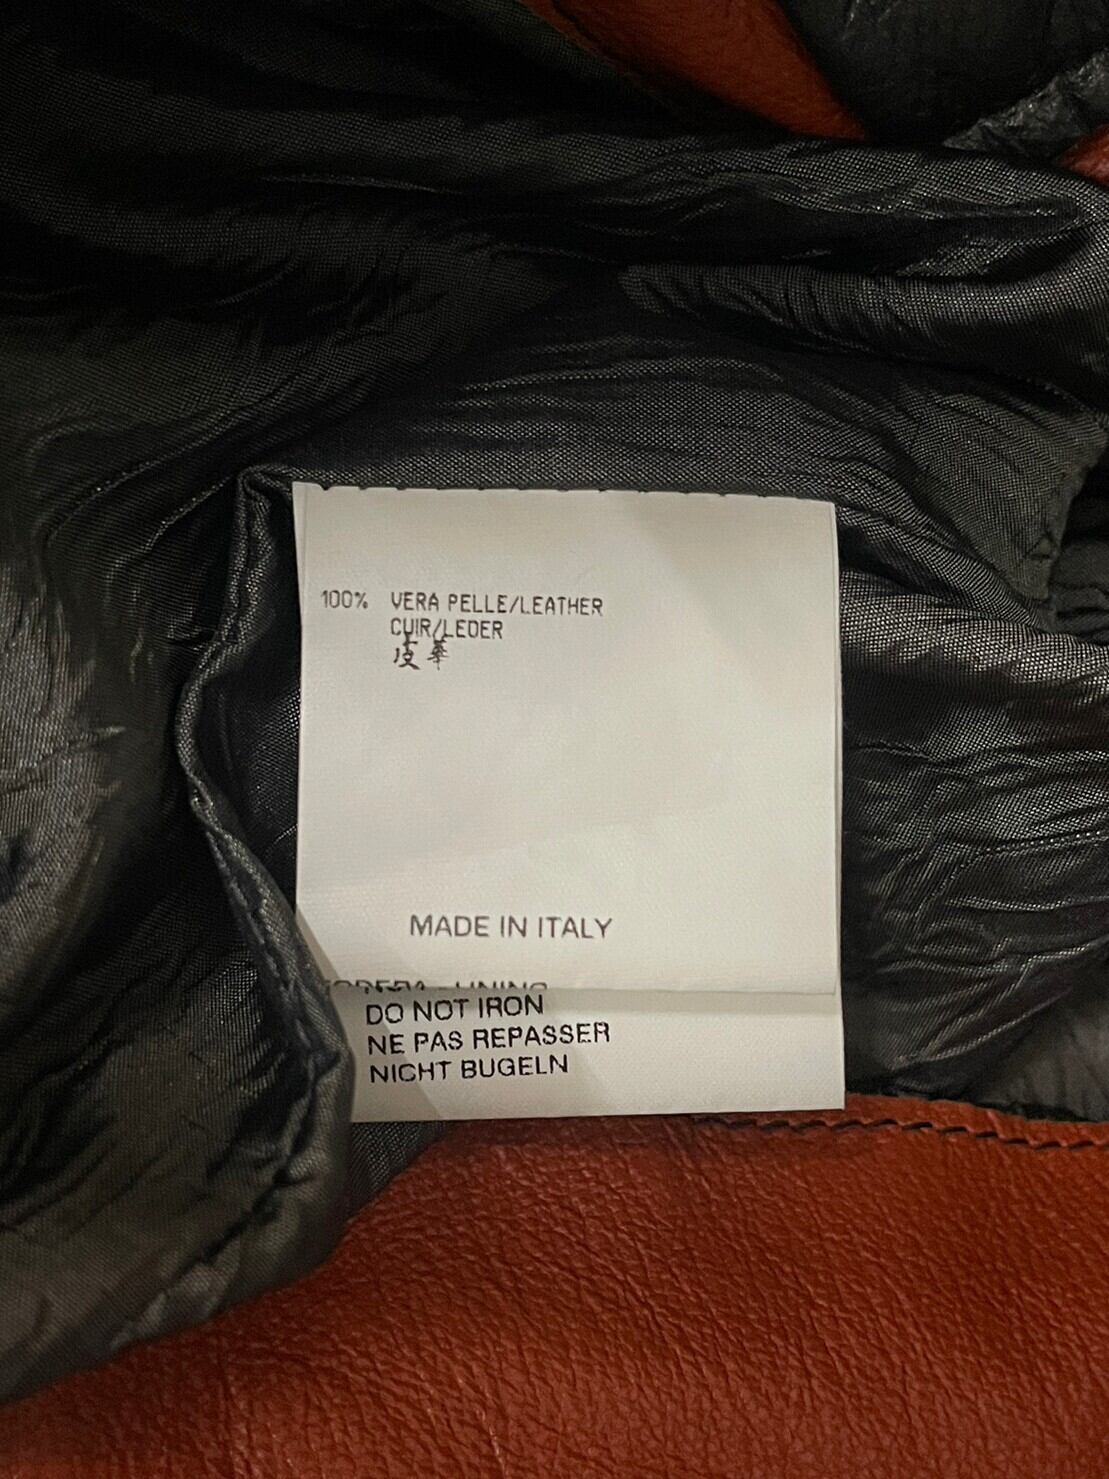 100% VERA PELLE/LEATHER
CUIR/LEDER
皮革
MADE IN ITALY
DO NOT IRON
NE PAS REPASSER
NICHT BUGELN